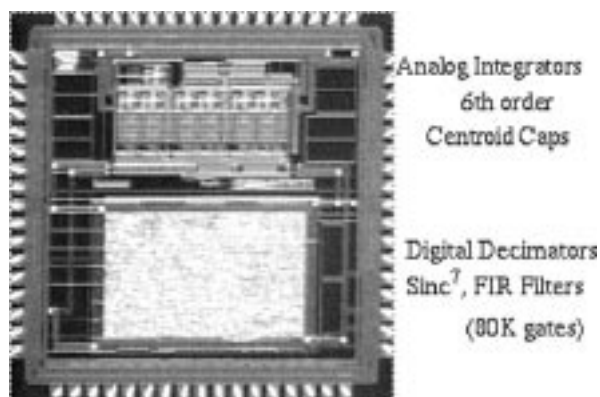 Analog Integrators
6th order
Centroid Caps
Digital Decimators
Sinc⁷, FIR Filters
(80K gates)